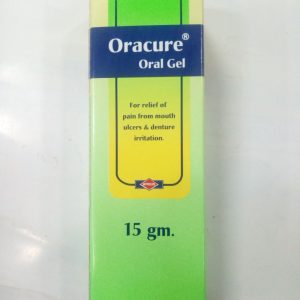 Oracure®
Oral Gel
For relief of
pain from mouth
ulcers & denture
irritation.
15 gm.